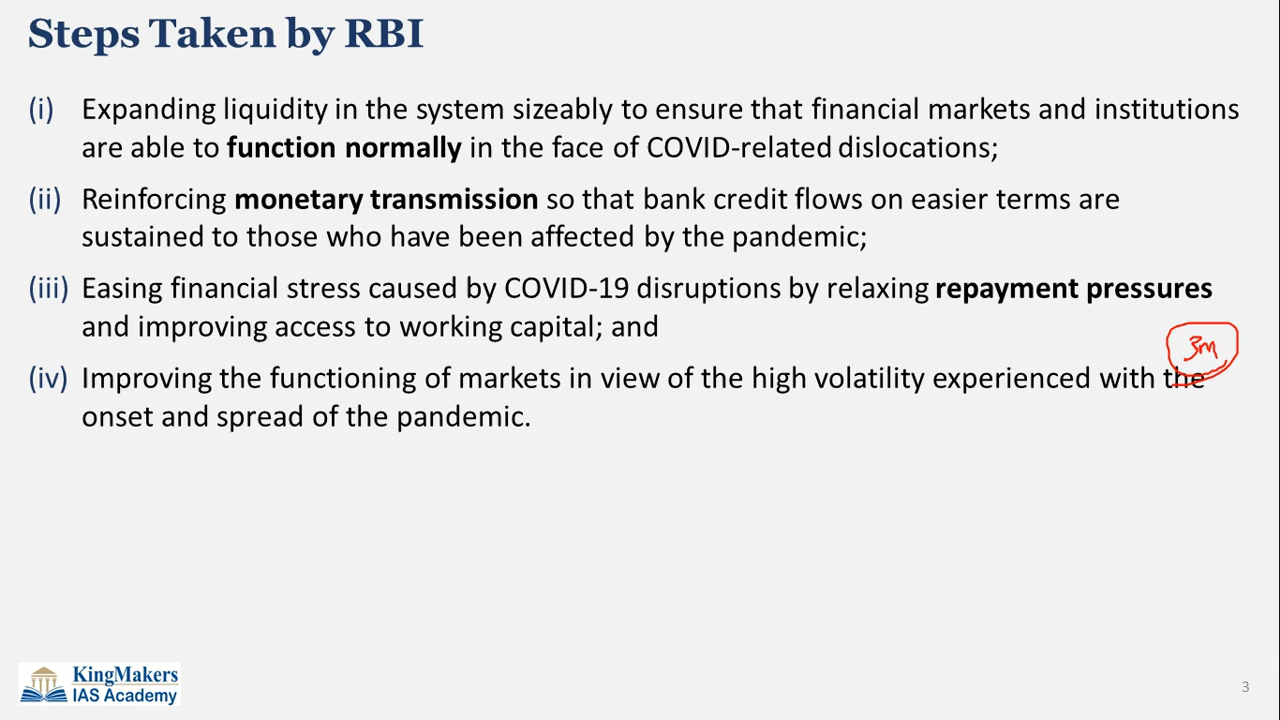 Steps Taken by RBI
(i) Expanding liquidity in the system sizeably to ensure that financial markets and institutions
are able to function normally in the face of COVID-related dislocations;
(ii) Reinforcing monetary transmission so that bank credit flows on easier terms are
sustained to those who have been affected by the pandemic;
(iii) Easing financial stress caused by COVID-19 disruptions by relaxing repayment pressures
and improving access to working capital; and
3m
(iv) Improving the functioning of markets in view of the high volatility experienced with the
onset and spread of the pandemic.
KingMakers
IAS Academy
3